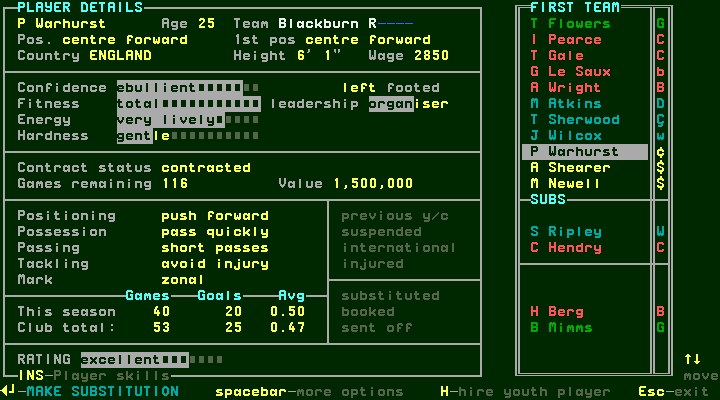 PLAYER DETAILS
P Warhurst Age 25 Team Blackburn R
Pos. centre forward 1st pos centre forward
Country ENGLAND Height 6' 1" Wage 2850
Confidence ebullient left footed
Fitness total leadership organiser
Energy very lively
Hardness gentle
Contract status contracted
Games remaining 116 Value 1,500,000
Positioning push forward previous y/c
Possession pass quickly suspended
Passing short passes international
Tackling avoid injury injured
Mark zonal
Games Goals Avg substituted
This season 40 20 0.50 booked
Club total: 53 25 0.47 sent off
RATING excellent
INS-Player skills
FIRST TEAM
T Flowers G
I Pearce C
T Gale C
G Le Saux b
A Wright B
M Atkins D
T Sherwood Ç
J Wilcox w
P Warhurst ¢
A Shearer $
M Newell $
SUBS
S Ripley W
C Hendry C
H Berg B
B Mimms G
↑↓
move
↵-MAKE SUBSTITUTION spacebar-more options H-hire youth player Esc-exit